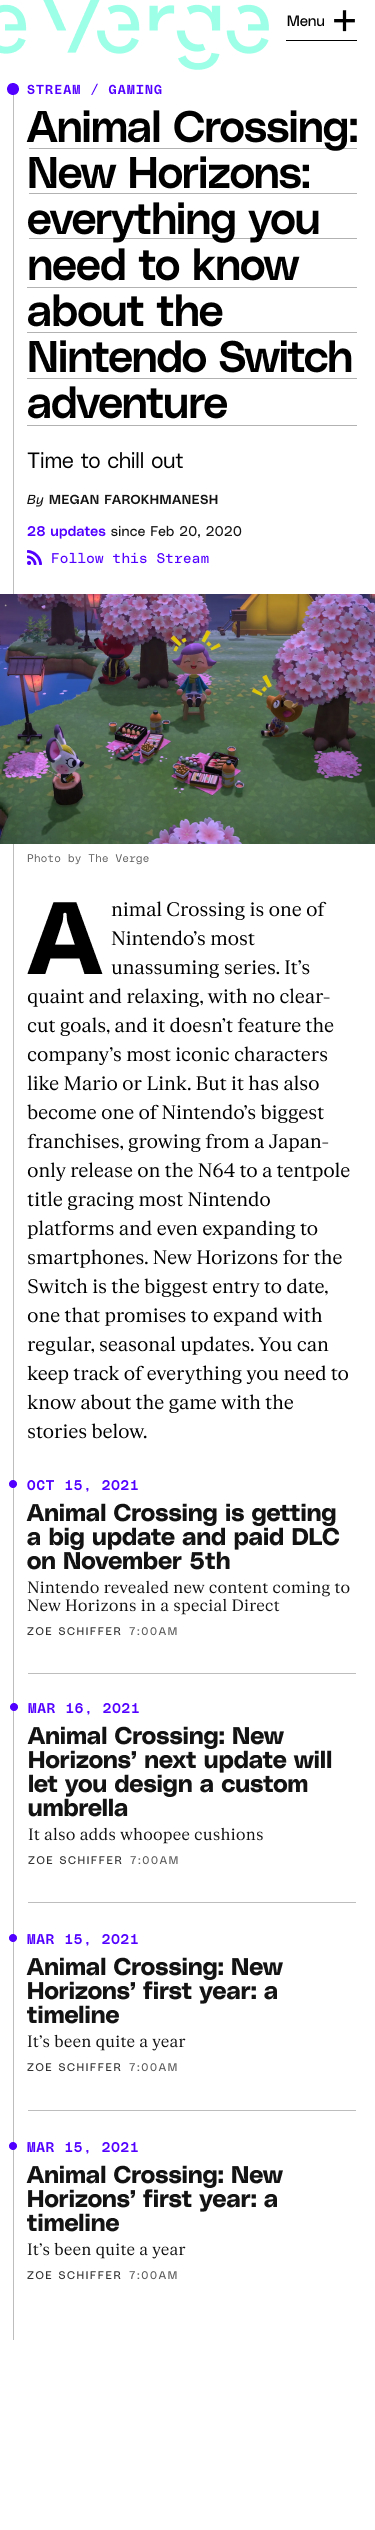 e Verge
Menu
STREAM / GAMING
Animal Crossing:
New Horizons:
everything you
need to know
about the
Nintendo Switch
adventure
Time to chill out
By MEGAN FAROKHMANESH
28 updates since Feb 20, 2020
Follow this Stream
Photo by The Verge
Animal Crossing is one of
Nintendo’s most
unassuming series. It’s
quaint and relaxing, with no clear-
cut goals, and it doesn’t feature the
company’s most iconic characters
like Mario or Link. But it has also
become one of Nintendo’s biggest
franchises, growing from a Japan-
only release on the N64 to a tentpole
title gracing most Nintendo
platforms and even expanding to
smartphones. New Horizons for the
Switch is the biggest entry to date,
one that promises to expand with
regular, seasonal updates. You can
keep track of everything you need to
know about the game with the
stories below.
OCT 15, 2021
Animal Crossing is getting
a big update and paid DLC
on November 5th
Nintendo revealed new content coming to
New Horizons in a special Direct
ZOE SCHIFFER 7:00AM
MAR 16, 2021
Animal Crossing: New
Horizons’ next update will
let you design a custom
umbrella
It also adds whoopee cushions
ZOE SCHIFFER 7:00AM
MAR 15, 2021
Animal Crossing: New
Horizons’ first year: a
timeline
It’s been quite a year
ZOE SCHIFFER 7:00AM
MAR 15, 2021
Animal Crossing: New
Horizons’ first year: a
timeline
It’s been quite a year
ZOE SCHIFFER 7:00AM